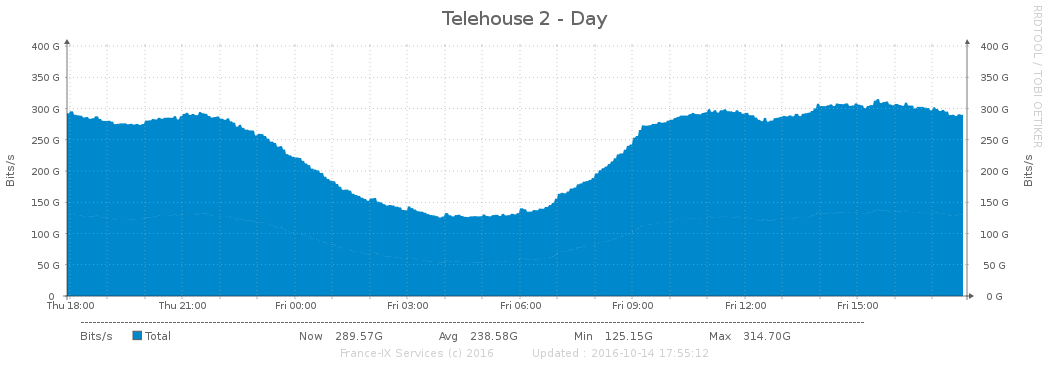 Telehouse 2 - Day
RRDTOOL / TOBI OETIKER
Bits/s
400 G 400 G
350 G 350 G
300 G 300 G
250 G 250 G
200 G 200 G
150 G 150 G
100 G 100 G
50 G 50 G
0 0 G
Bits/s
Thu 18:00 Thu 21:00 Fri 00:00 Fri 03:00 Fri 06:00 Fri 09:00 Fri 12:00 Fri 15:00
Bits/s Total Now 289.57G Avg 238.58G Min 125.15G Max 314.70G
France-IX Services (c) 2016 Updated : 2016-10-14 17:55:12